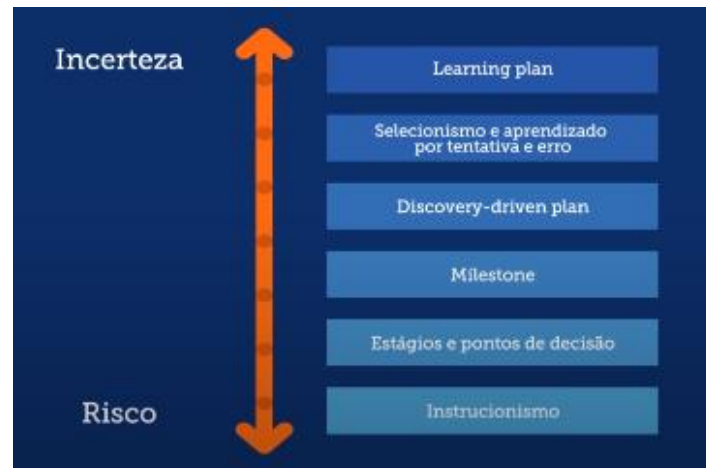 Incerteza
Learning plan
Selecionismo e aprendizado
por tentativa e erro
Discovery-driven plan
Milestone
Estágios e pontos de decisão
Risco
Instrucionismo